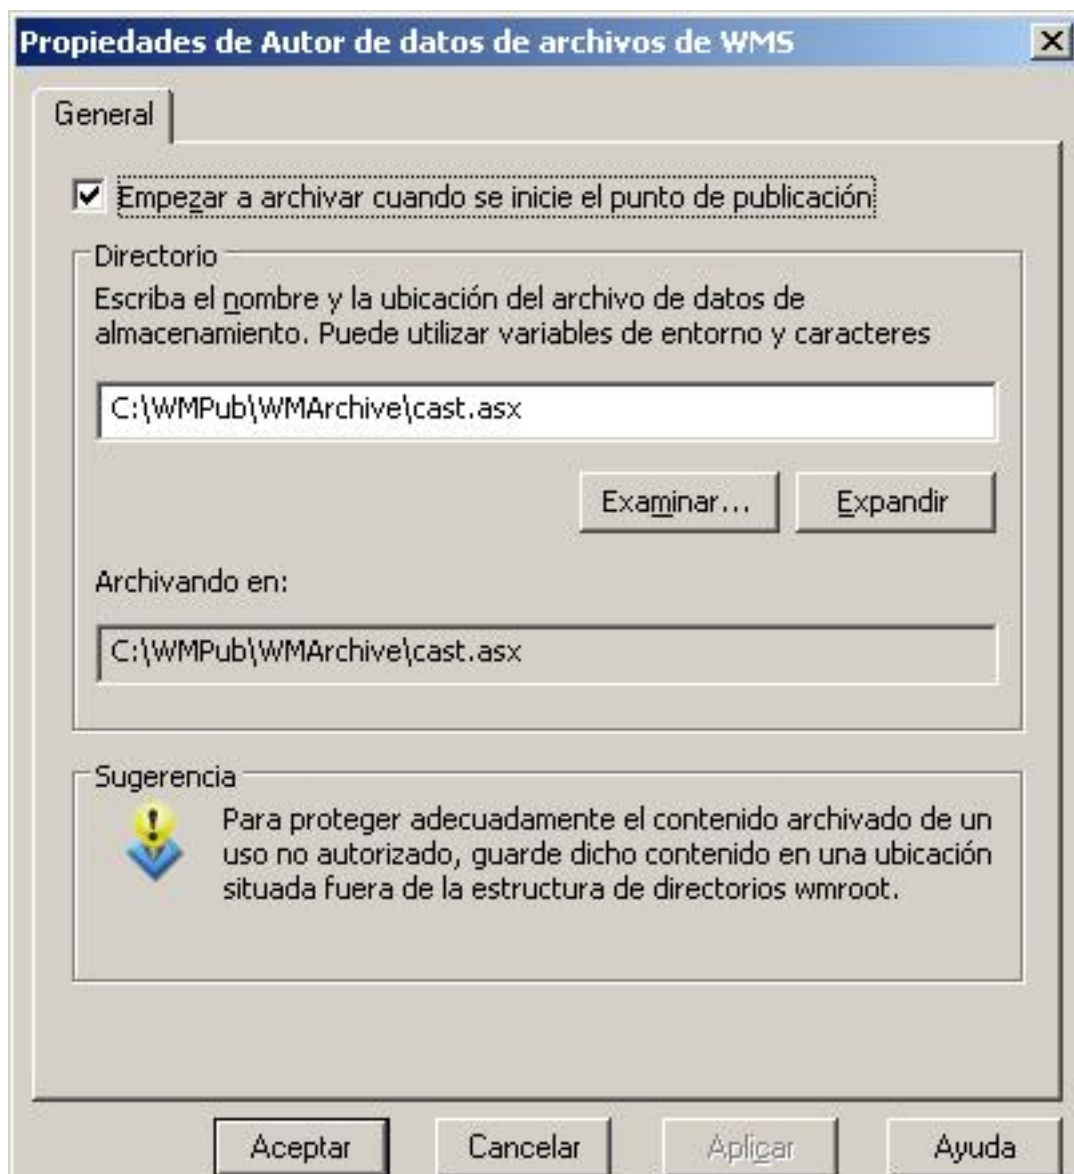 Propiedades de Autor de datos de archivos de WMS
General
Empezar a archivar cuando se inicie el punto de publicación
Directorio
Escriba el nombre y la ubicación del archivo de datos de
almacenamiento. Puede utilizar variables de entorno y caracteres
C:\WMPub\WMArchive\cast.asx
Examinar...
Expandir
Archivando en:
C:\WMPub\WMArchive\cast.asx
Sugerencia
Para proteger adecuadamente el contenido archivado de un
uso no autorizado, guarde dicho contenido en una ubicación
situada fuera de la estructura de directorios wmroot.
Aceptar
Cancelar
Aplicar
Ayuda